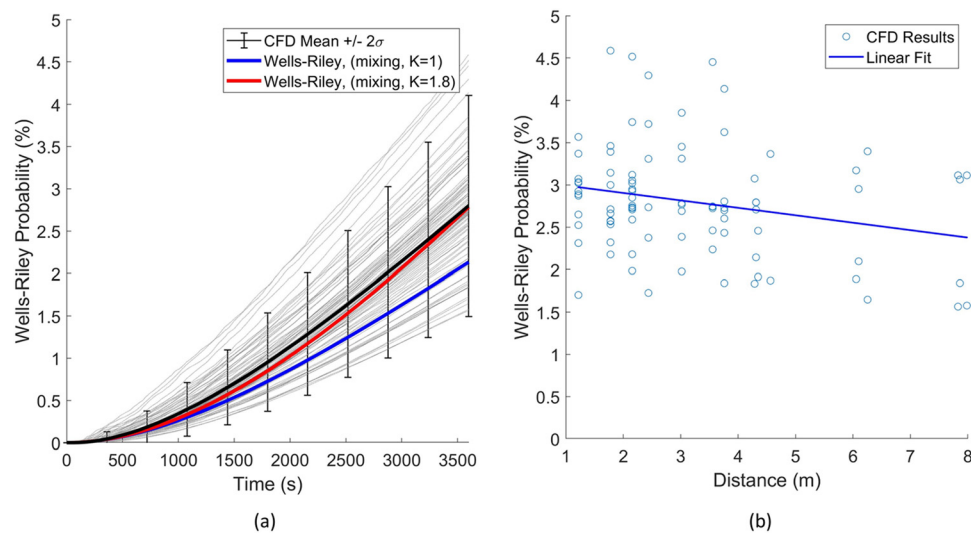 CFD Mean +/- 2σ
Wells-Riley, (mixing, K=1)
Wells-Riley, (mixing, K=1.8)
Wells-Riley Probability (%)
5
4.5
4
3.5
3
2.5
2
1.5
1
0.5
0
0 500 1000 1500 2000 2500 3000 3500
Time (s)
(a)
CFD Results
Linear Fit
Wells-Riley Probability (%)
5
4.5
4
3.5
3
2.5
2
1.5
1
0.5
0
1 2 3 4 5 6 7 8
Distance (m)
(b)